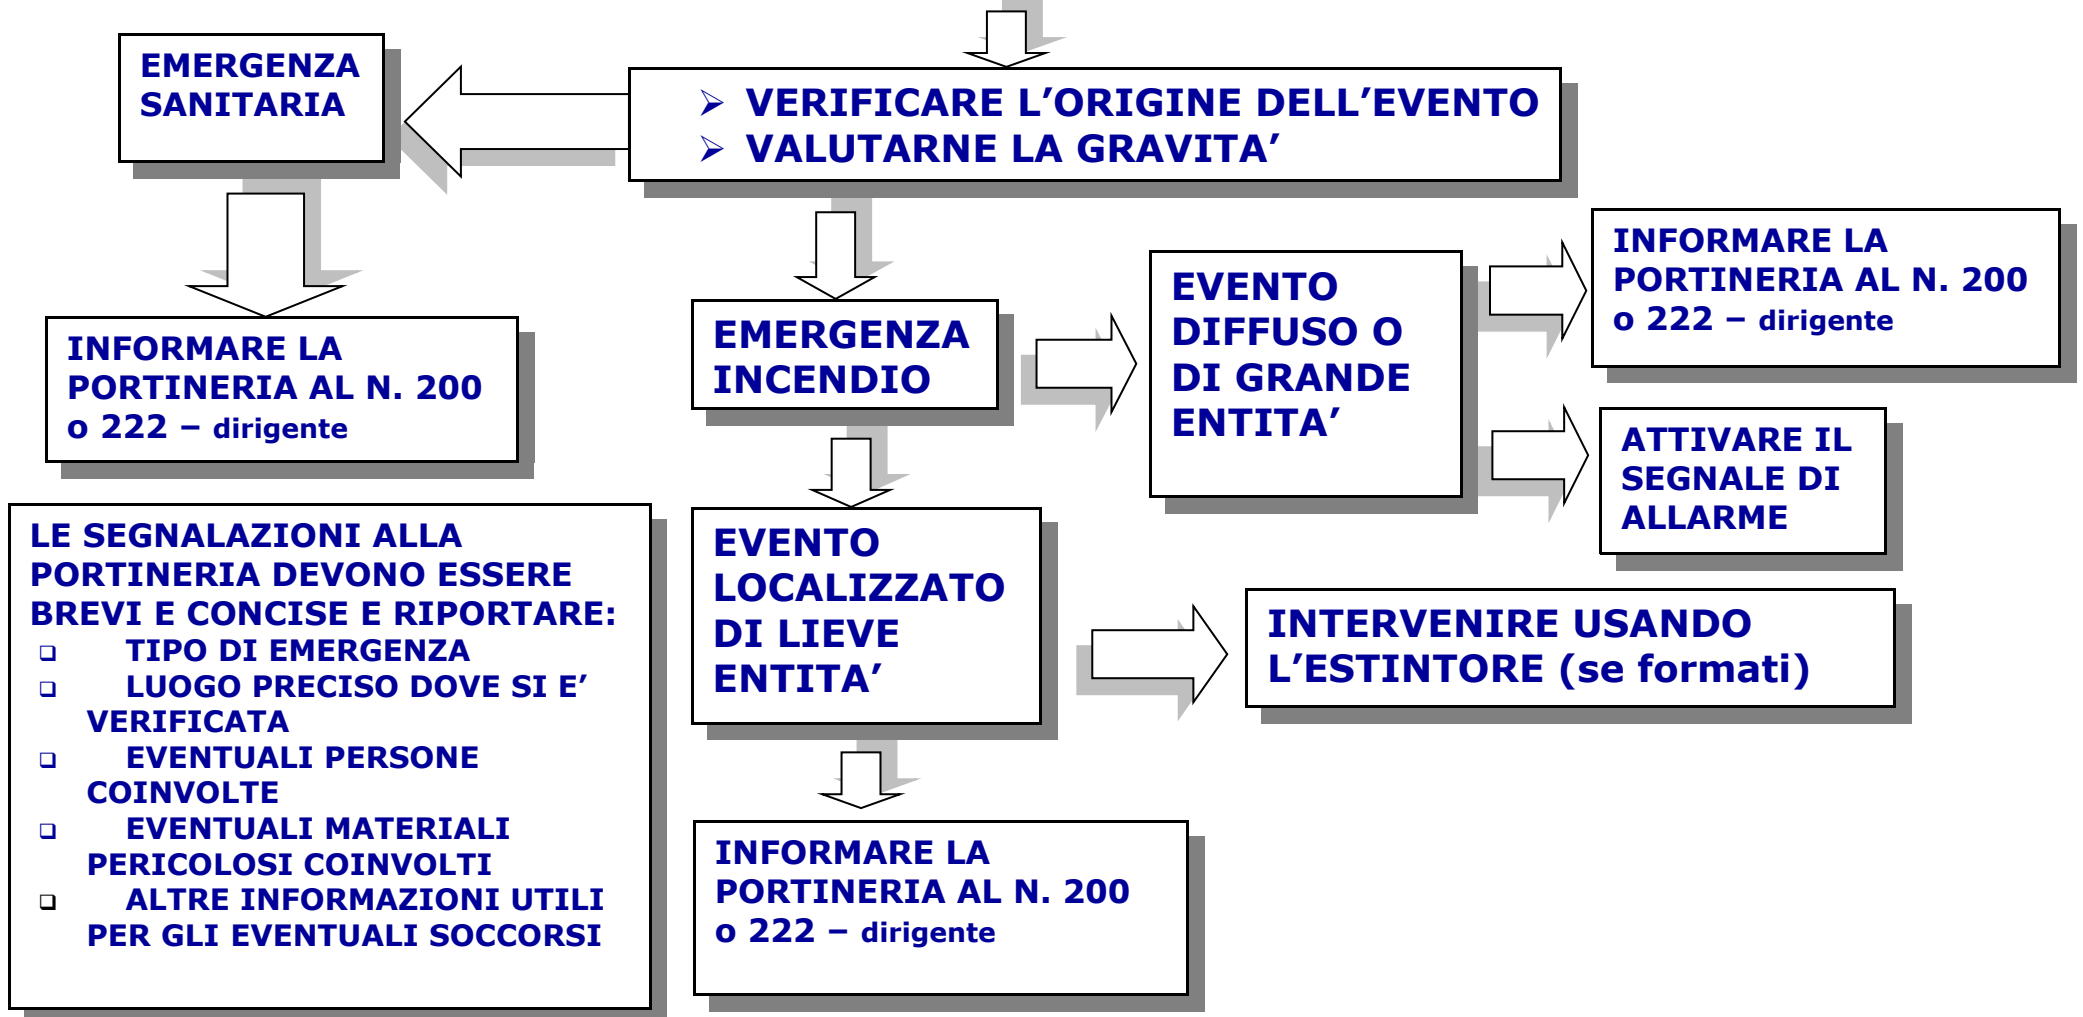 EMERGENZA
SANITARIA
➢ VERIFICARE L’ORIGINE DELL’EVENTO
➢ VALUTARNE LA GRAVITA’
INFORMARE LA
PORTINERIA AL N. 200
o 222 – dirigente
EMERGENZA
INCENDIO
EVENTO
DIFFUSO O
DI GRANDE
ENTITA’
INFORMARE LA
PORTINERIA AL N. 200
o 222 – dirigente
ATTIVARE IL
SEGNALE DI
ALLARME
LE SEGNALAZIONI ALLA
PORTINERIA DEVONO ESSERE
BREVI E CONCISE E RIPORTARE:
❑ TIPO DI EMERGENZA
❑ LUOGO PRECISO DOVE SI E’
VERIFICATA
❑ EVENTUALI PERSONE
COINVOLTE
❑ EVENTUALI MATERIALI
PERICOLOSI COINVOLTI
❑ ALTRE INFORMAZIONI UTILI
PER GLI EVENTUALI SOCCORSI
EVENTO
LOCALIZZATO
DI LIEVE
ENTITA’
INTERVENIRE USANDO
L’ESTINTORE (se formati)
INFORMARE LA
PORTINERIA AL N. 200
o 222 – dirigente